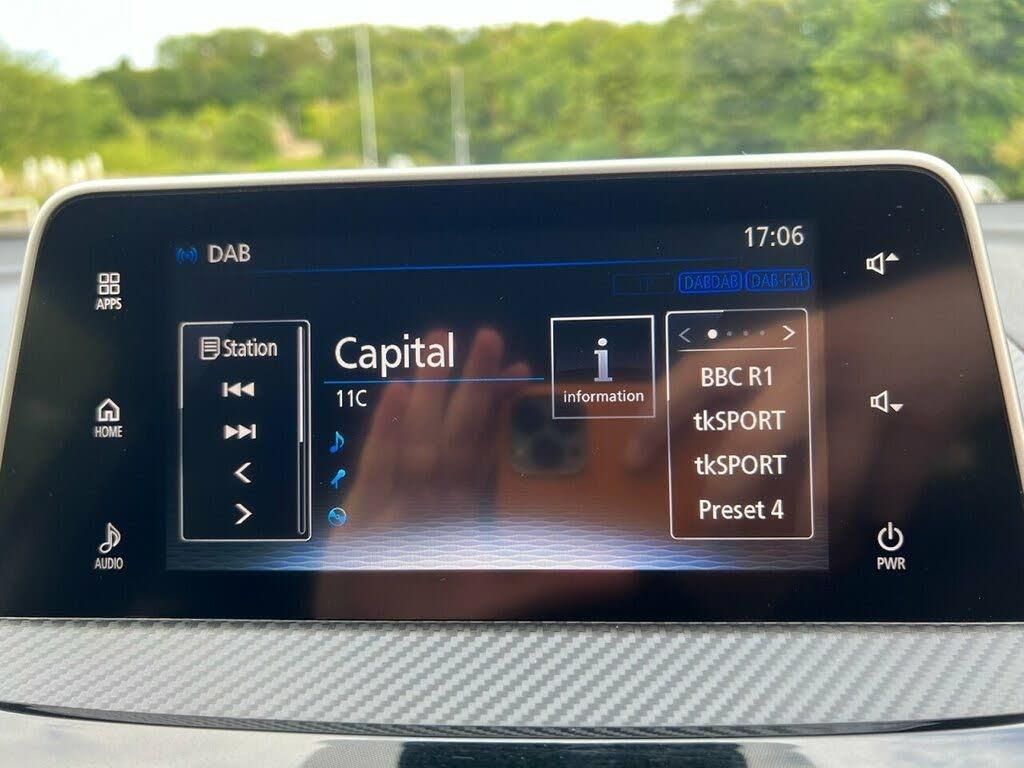 DAB
17:06
TP
DABDAB
DAB-FM
APPS
HOME
AUDIO
Station
Capital
11C
i
information
BBC R1
tkSPORT
tkSPORT
Preset 4
PWR